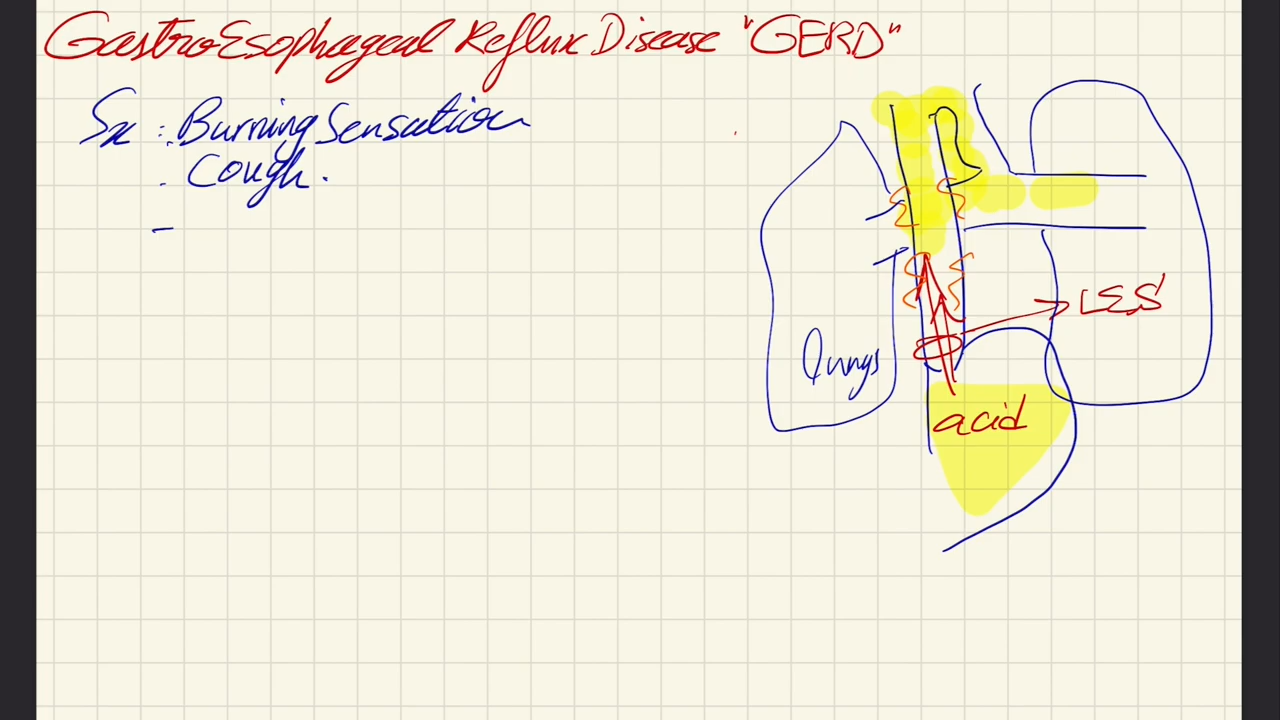 GastroEsophageal Reflux Disease "GERD"
Sx : Burning Sensation
. Cough.
-
Lungs
LES
acid